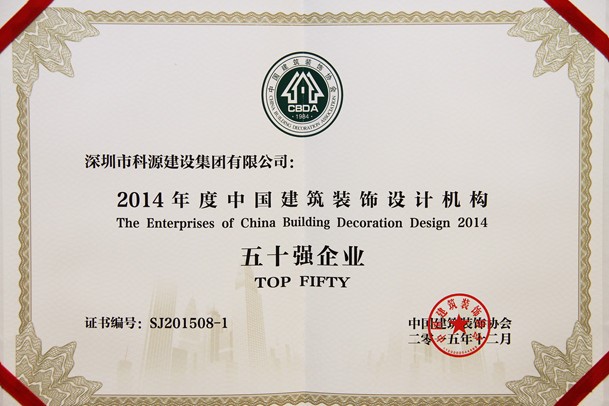 中国建筑装饰协会
CBDA
·1984·
CHINA BUILDING DECORATION ASSOCIATION
深圳市科源建设集团有限公司：
2014年度中国建筑装饰设计机构
The Enterprises of China Building Decoration Design 2014
五十强企业
TOP FIFTY
证书编号：SJ201508-1
中国建筑装饰协会
二〇一五年十二月